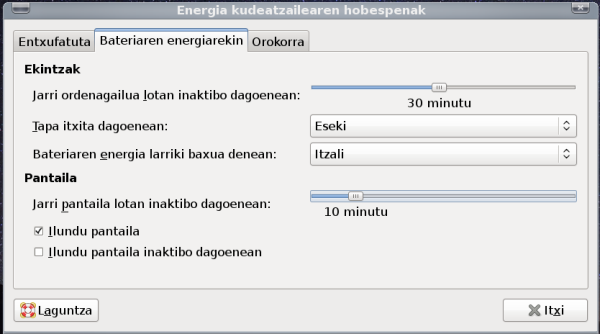 Energia kudeatzailearen hobespenak
Entxufatuta Bateriaren energiarekin Orokorra
Ekintzak
Jarri ordenagailua lotan inaktibo dagoenean:
30 minutu
Tapa itxita dagoenean: Eseki
Bateriaren energia larriki baxua denean: Itzali
Pantaila
Jarri pantaila lotan inaktibo dagoenean:
10 minutu
Ilundu pantaila
Ilundu pantaila inaktibo dagoenean
Laguntza Itxi